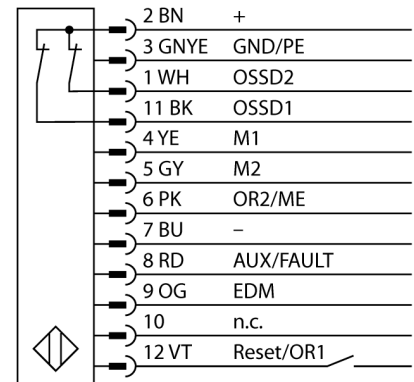 2 BN +
3 GNYE GND/PE
1 WH OSSD2
11 BK OSSD1
4 YE M1
5 GY M2
6 PK OR2/ME
7 BU –
8 RD AUX/FAULT
9 OG EDM
10 n.c.
12 VT Reset/OR1